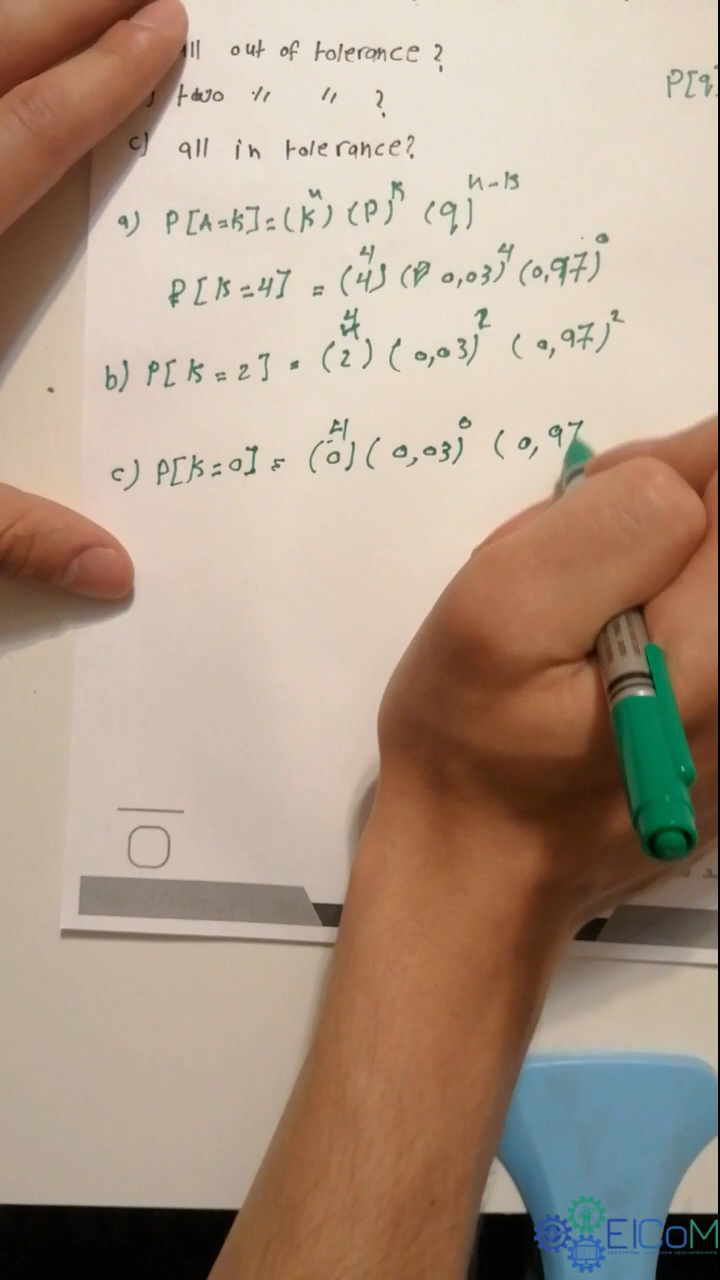 all out of tolerance?
P[q]
) two " " ?
c) all in tolerance?
a) P[A=k]=(n k) (P)^k (q)^n-k
P[k=4] = (4 4) (0,03)^4 (0,97)^0
b) P[k=2] = (4 2) (0,03)^2 (0,97)^2
c) P[k=0] = (4 0) (0,03)^0 (0,97
EICoM